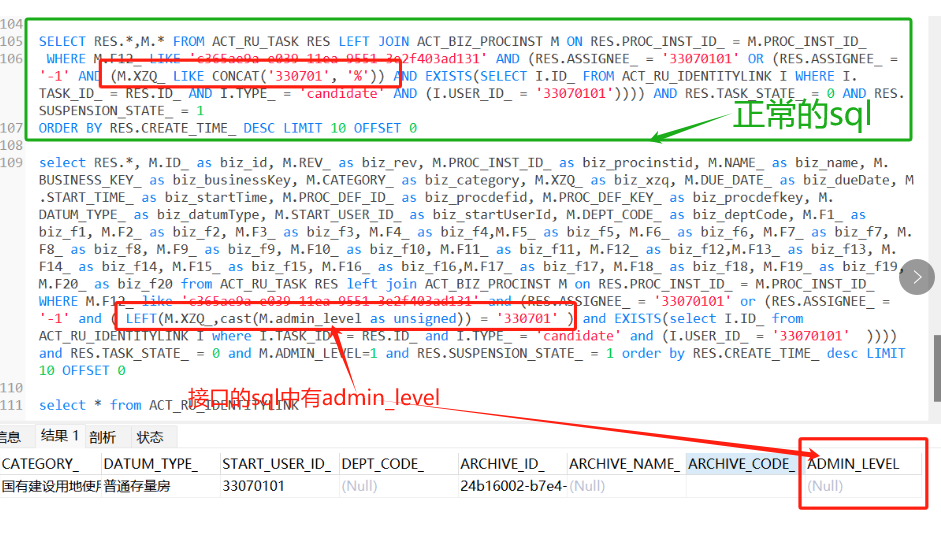 104
105 SELECT RES.*,M.* FROM ACT_RU_TASK RES LEFT JOIN ACT_BIZ_PROCINST M ON RES.PROC_INST_ID_ = M.PROC_INST_ID_
106 WHERE M.F12_ LIKE 'c365ae9a-e039-11ea-9551-3e2f403ad131' AND (RES.ASSIGNEE_ = '33070101' OR (RES.ASSIGNEE_ =
'-1' AND (M.XZQ_ LIKE CONCAT('330701', '%')) AND EXISTS(SELECT I.ID_ FROM ACT_RU_IDENTITYLINK I WHERE I.
TASK_ID_ = RES.ID_ AND I.TYPE_ = 'candidate' AND (I.USER_ID_ = '33070101')))) AND RES.TASK_STATE_ = 0 AND RES.
SUSPENSION_STATE_ = 1
正常的sql
107 ORDER BY RES.CREATE_TIME_ DESC LIMIT 10 OFFSET 0
108
109 select RES.*, M.ID_ as biz_id, M.REV_ as biz_rev, M.PROC_INST_ID_ as biz_procinstid, M.NAME_ as biz_name, M.
BUSINESS_KEY_ as biz_businessKey, M.CATEGORY_ as biz_category, M.XZQ_ as biz_xzq, M.DUE_DATE_ as biz_dueDate, M
.START_TIME_ as biz_startTime, M.PROC_DEF_ID_ as biz_procdefid, M.PROC_DEF_KEY_ as biz_procdefkey, M.
DATUM_TYPE_ as biz_datumType, M.START_USER_ID_ as biz_startUserId, M.DEPT_CODE_ as biz_deptCode, M.F1_ as
biz_f1, M.F2_ as biz_f2, M.F3_ as biz_f3, M.F4_ as biz_f4,M.F5_ as biz_f5, M.F6_ as biz_f6, M.F7_ as biz_f7, M.
F8_ as biz_f8, M.F9_ as biz_f9, M.F10_ as biz_f10, M.F11_ as biz_f11, M.F12_ as biz_f12,M.F13_ as biz_f13, M.
F14_ as biz_f14, M.F15_ as biz_f15, M.F16_ as biz_f16,M.F17_ as biz_f17, M.F18_ as biz_f18, M.F19_ as biz_f19,
M.F20_ as biz_f20 from ACT_RU_TASK RES left join ACT_BIZ_PROCINST M on RES.PROC_INST_ID_ = M.PROC_INST_ID_
WHERE M.F12_ like 'c365ae9a-e039-11ea-9551-3e2f403ad131' and (RES.ASSIGNEE_ = '33070101' or (RES.ASSIGNEE_ =
'-1' and ( LEFT(M.XZQ_,cast(M.admin_level as unsigned)) = '330701' ) and EXISTS(select I.ID_ from
ACT_RU_IDENTITYLINK I where I.TASK_ID_ = RES.ID_ and I.TYPE_ = 'candidate' and (I.USER_ID_ = '33070101' ))))
and RES.TASK_STATE_ = 0 and M.ADMIN_LEVEL=1 and RES.SUSPENSION_STATE_ = 1 order by RES.CREATE_TIME_ desc LIMIT
10 OFFSET 0
110
接口的sql中有admin_level
111 select * from ACT_RU_IDENTITYLINK
信息 结果 1 剖析 状态
CATEGORY_ DATUM_TYPE_ START_USER_ID_ DEPT_CODE_ ARCHIVE_ID_ ARCHIVE_NAME_ ARCHIVE_CODE_ ADMIN_LEVEL
国有建设用地使用 普通存量房 33070101 (Null) 24b16002-b7e4- (Null) (Null)